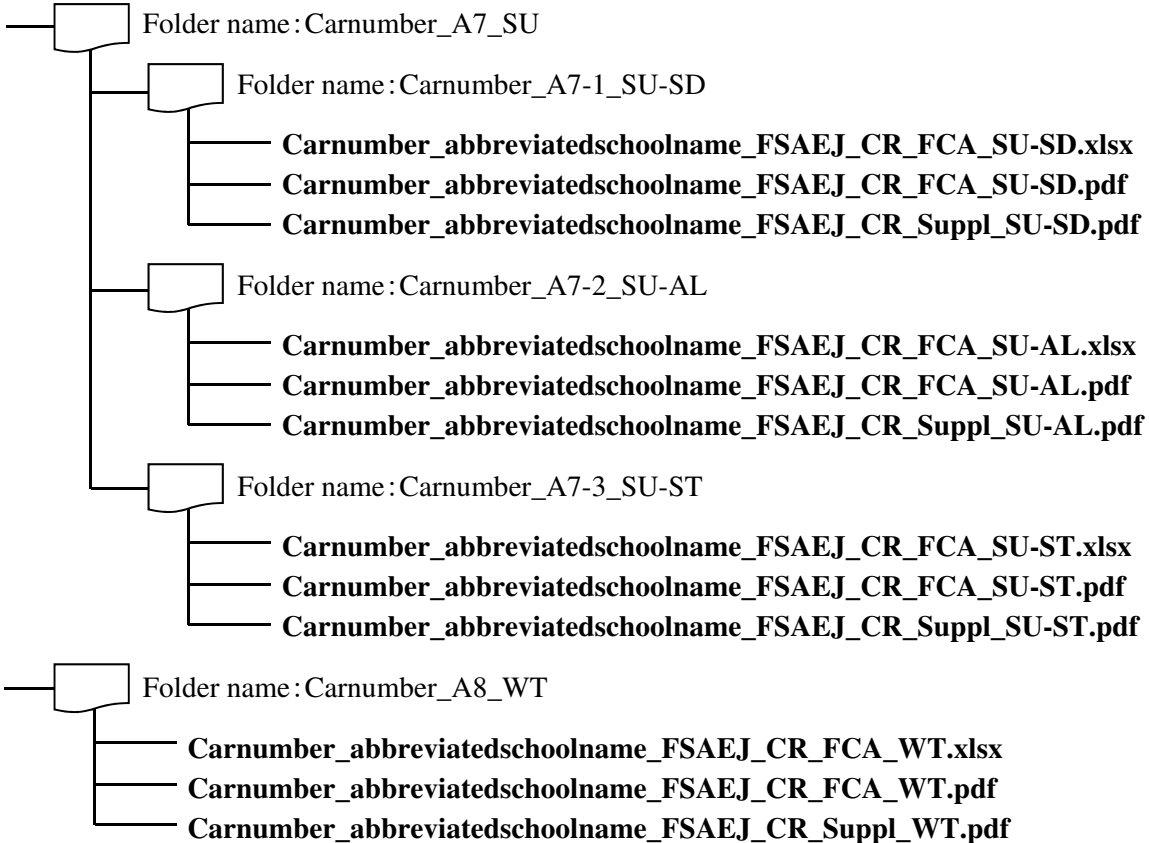 Folder name:Carnumber_A7_SU
Folder name:Carnumber_A7-1_SU-SD
Carnumber_abbreviatedschoolname_FSAEJ_CR_FCA_SU-SD.xlsx
Carnumber_abbreviatedschoolname_FSAEJ_CR_FCA_SU-SD.pdf
Carnumber_abbreviatedschoolname_FSAEJ_CR_Suppl_SU-SD.pdf
Folder name:Carnumber_A7-2_SU-AL
Carnumber_abbreviatedschoolname_FSAEJ_CR_FCA_SU-AL.xlsx
Carnumber_abbreviatedschoolname_FSAEJ_CR_FCA_SU-AL.pdf
Carnumber_abbreviatedschoolname_FSAEJ_CR_Suppl_SU-AL.pdf
Folder name:Carnumber_A7-3_SU-ST
Carnumber_abbreviatedschoolname_FSAEJ_CR_FCA_SU-ST.xlsx
Carnumber_abbreviatedschoolname_FSAEJ_CR_FCA_SU-ST.pdf
Carnumber_abbreviatedschoolname_FSAEJ_CR_Suppl_SU-ST.pdf
Folder name:Carnumber_A8_WT
Carnumber_abbreviatedschoolname_FSAEJ_CR_FCA_WT.xlsx
Carnumber_abbreviatedschoolname_FSAEJ_CR_FCA_WT.pdf
Carnumber_abbreviatedschoolname_FSAEJ_CR_Suppl_WT.pdf